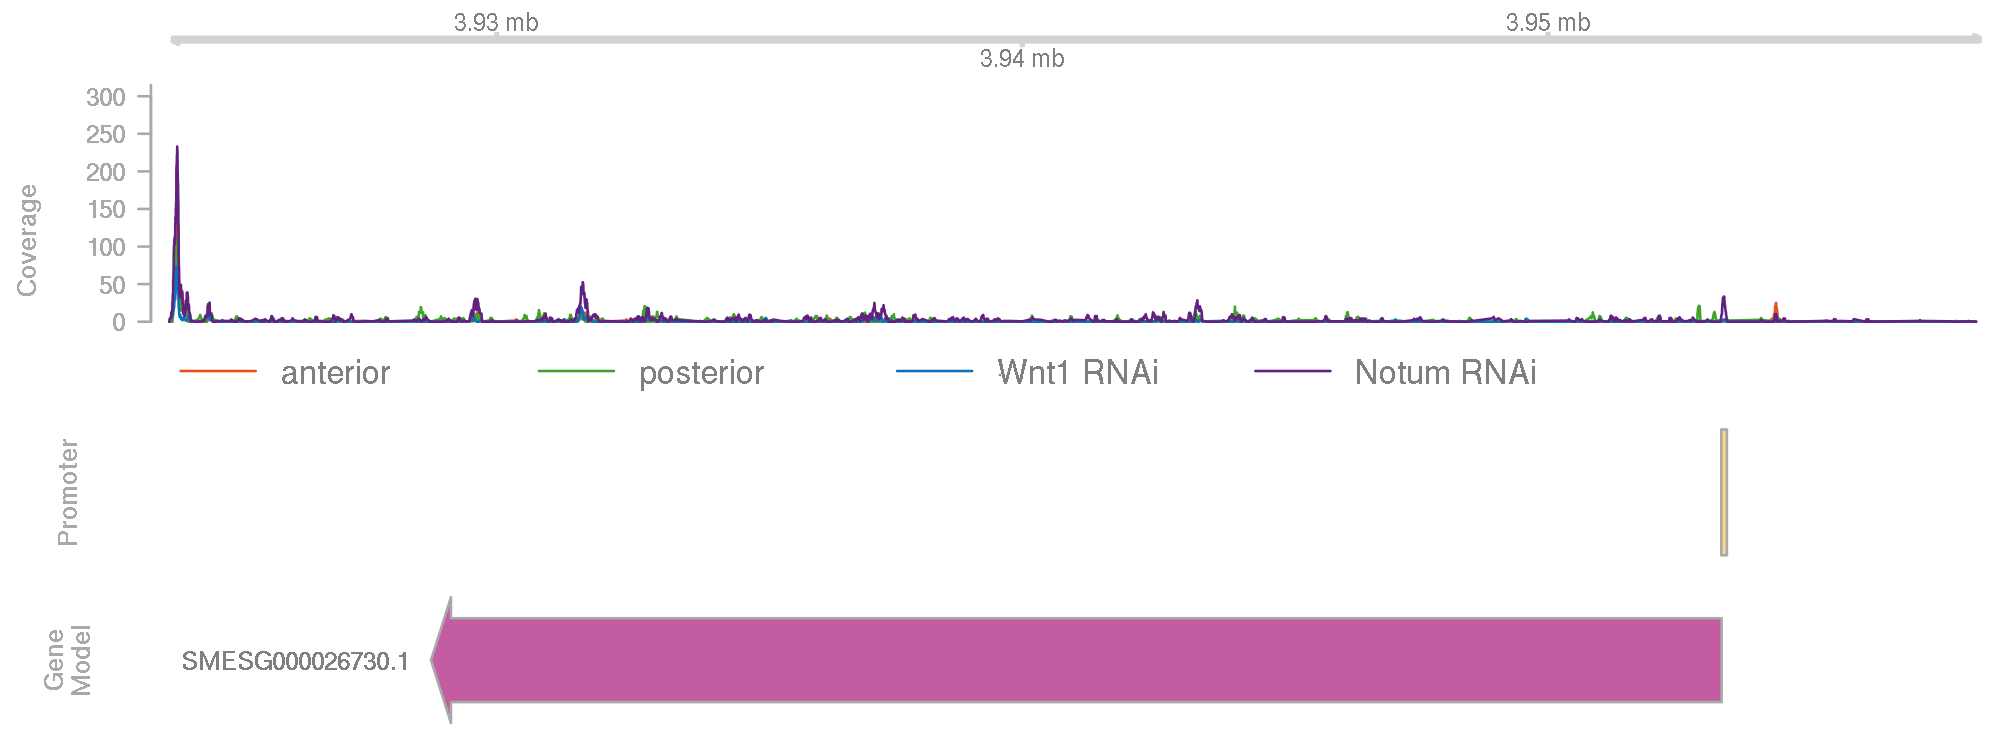 3.93 mb
3.95 mb
3.94 mb
Coverage
300
250
200
150
100
50
0
anterior
posterior
Wnt1 RNAi
Notum RNAi
Promoter
Gene
Model
SMESG000026730.1